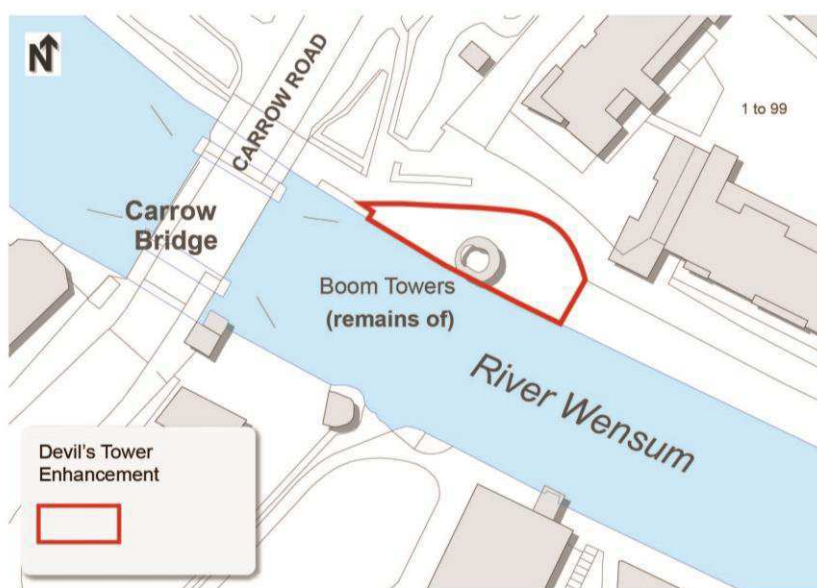 N
CARROW ROAD
1 to 99
Carrow
Bridge
Boom Towers
(remains of)
River Wensum
Devil's Tower
Enhancement